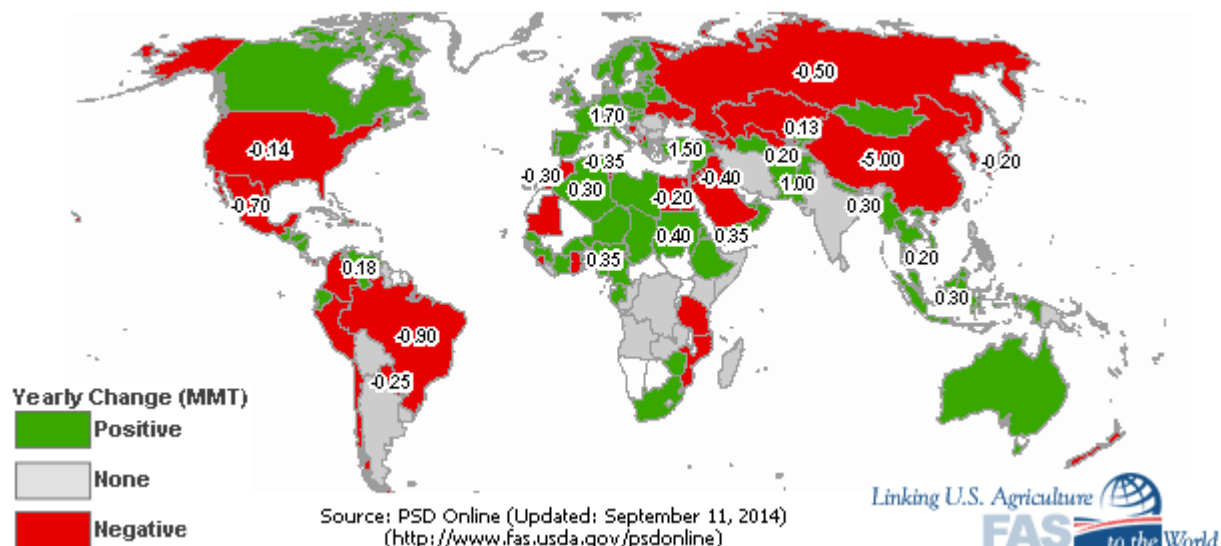 -0.50
1.70
0.13
-0.14
1.50
0.20
-5.00
-0.20
-0.35
-0.30
0.30
-0.40
1.00
-0.70
-0.20
0.30
0.40
0.35
0.35
0.20
0.18
0.30
-0.90
-0.25
Yearly Change (MMT)
Positive
None
Negative
Source: PSD Online (Updated: September 11, 2014)
(http://www.fas.usda.gov/psdonline)
Linking U.S. Agriculture
FAS
to the World